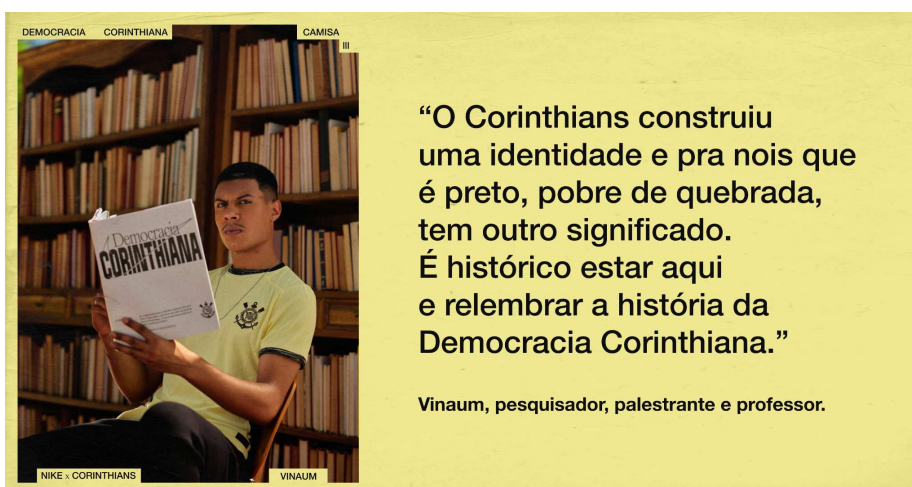 DEMOCRACIA CORINTHIANA CAMISA
III
Democracia
CORINTHIANA
NIKE x CORINTHIANS VINAUM
“O Corinthians construiu
uma identidade e pra nois que
é preto, pobre de quebrada,
tem outro significado.
É histórico estar aqui
e relembrar a história da
Democracia Corinthiana.”
Vinaum, pesquisador, palestrante e professor.